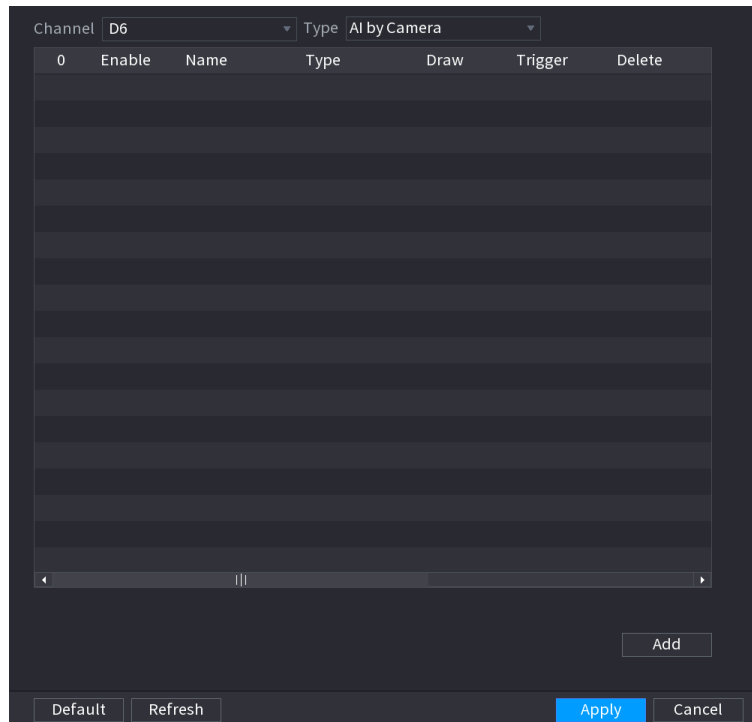 Channel D6 Type AI by Camera
0 Enable Name Type Draw Trigger Delete
Add
Default Refresh Apply Cancel